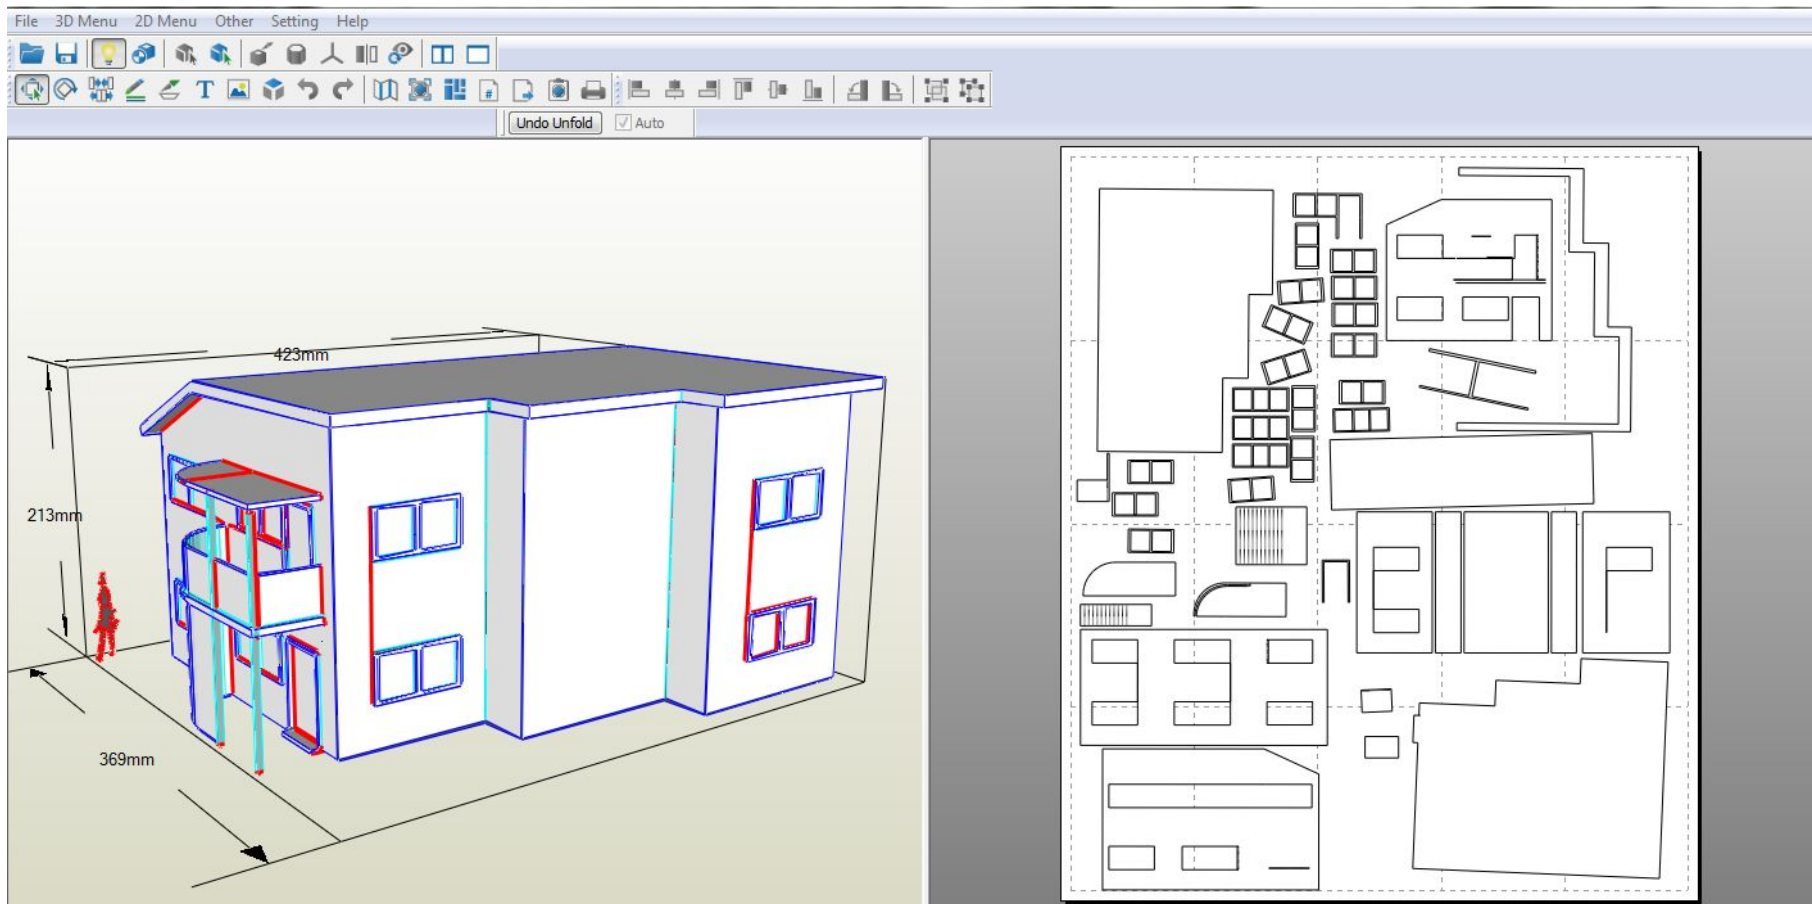 File 3D Menu 2D Menu Other Setting Help
T #
Undo Unfold Auto
423mm
213mm
369mm